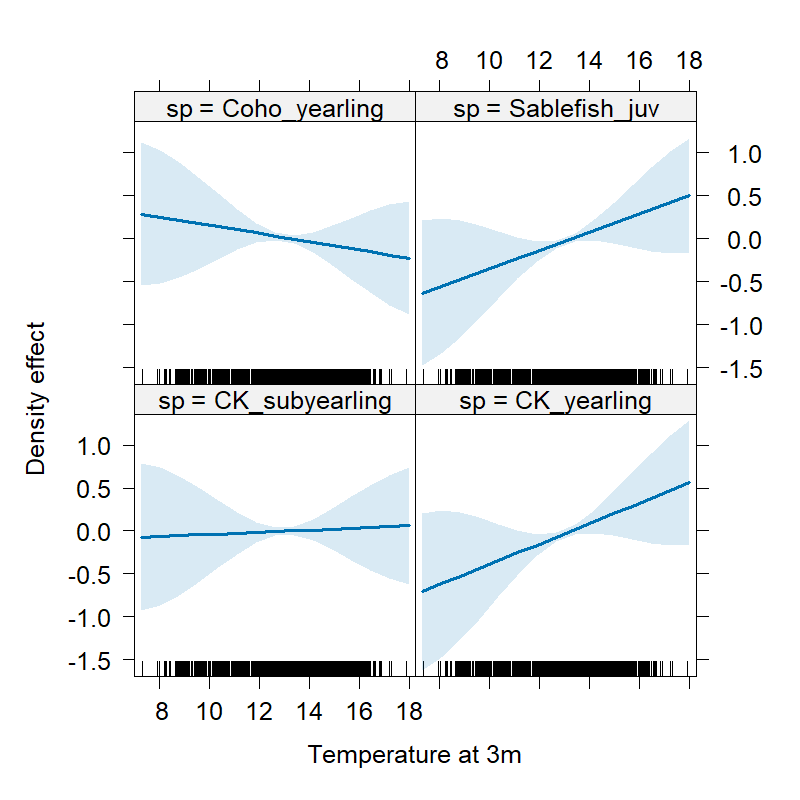 8 10 12 14 16 18
sp = Coho_yearling
sp = Sablefish_juv
1.0
0.5
0.0
-0.5
-1.0
-1.5
sp = CK_subyearling
sp = CK_yearling
1.0
0.5
0.0
-0.5
-1.0
-1.5
8 10 12 14 16 18
Temperature at 3m
Density effect